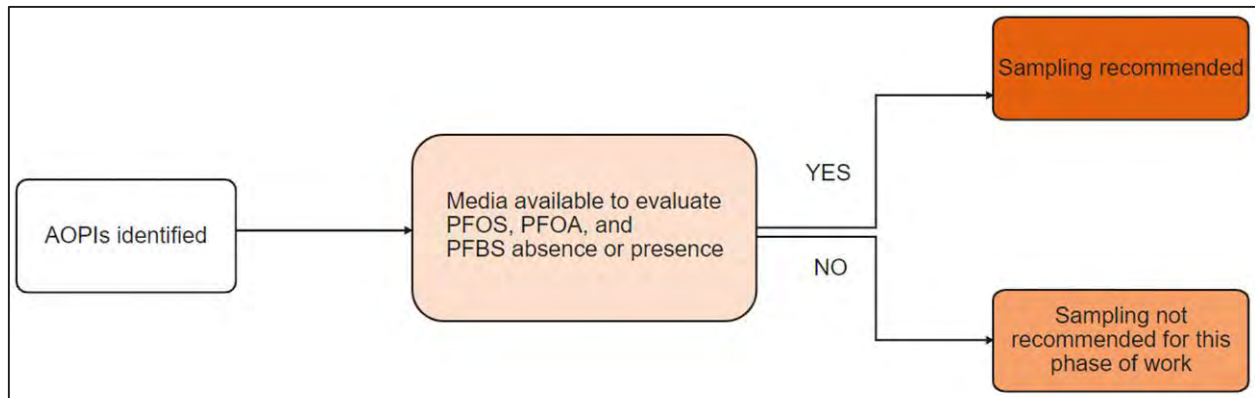 AOPIs identified
Media available to evaluate
PFOS, PFOA, and
PFBS absence or presence
YES
NO
Sampling recommended
Sampling not
recommended for this
phase of work